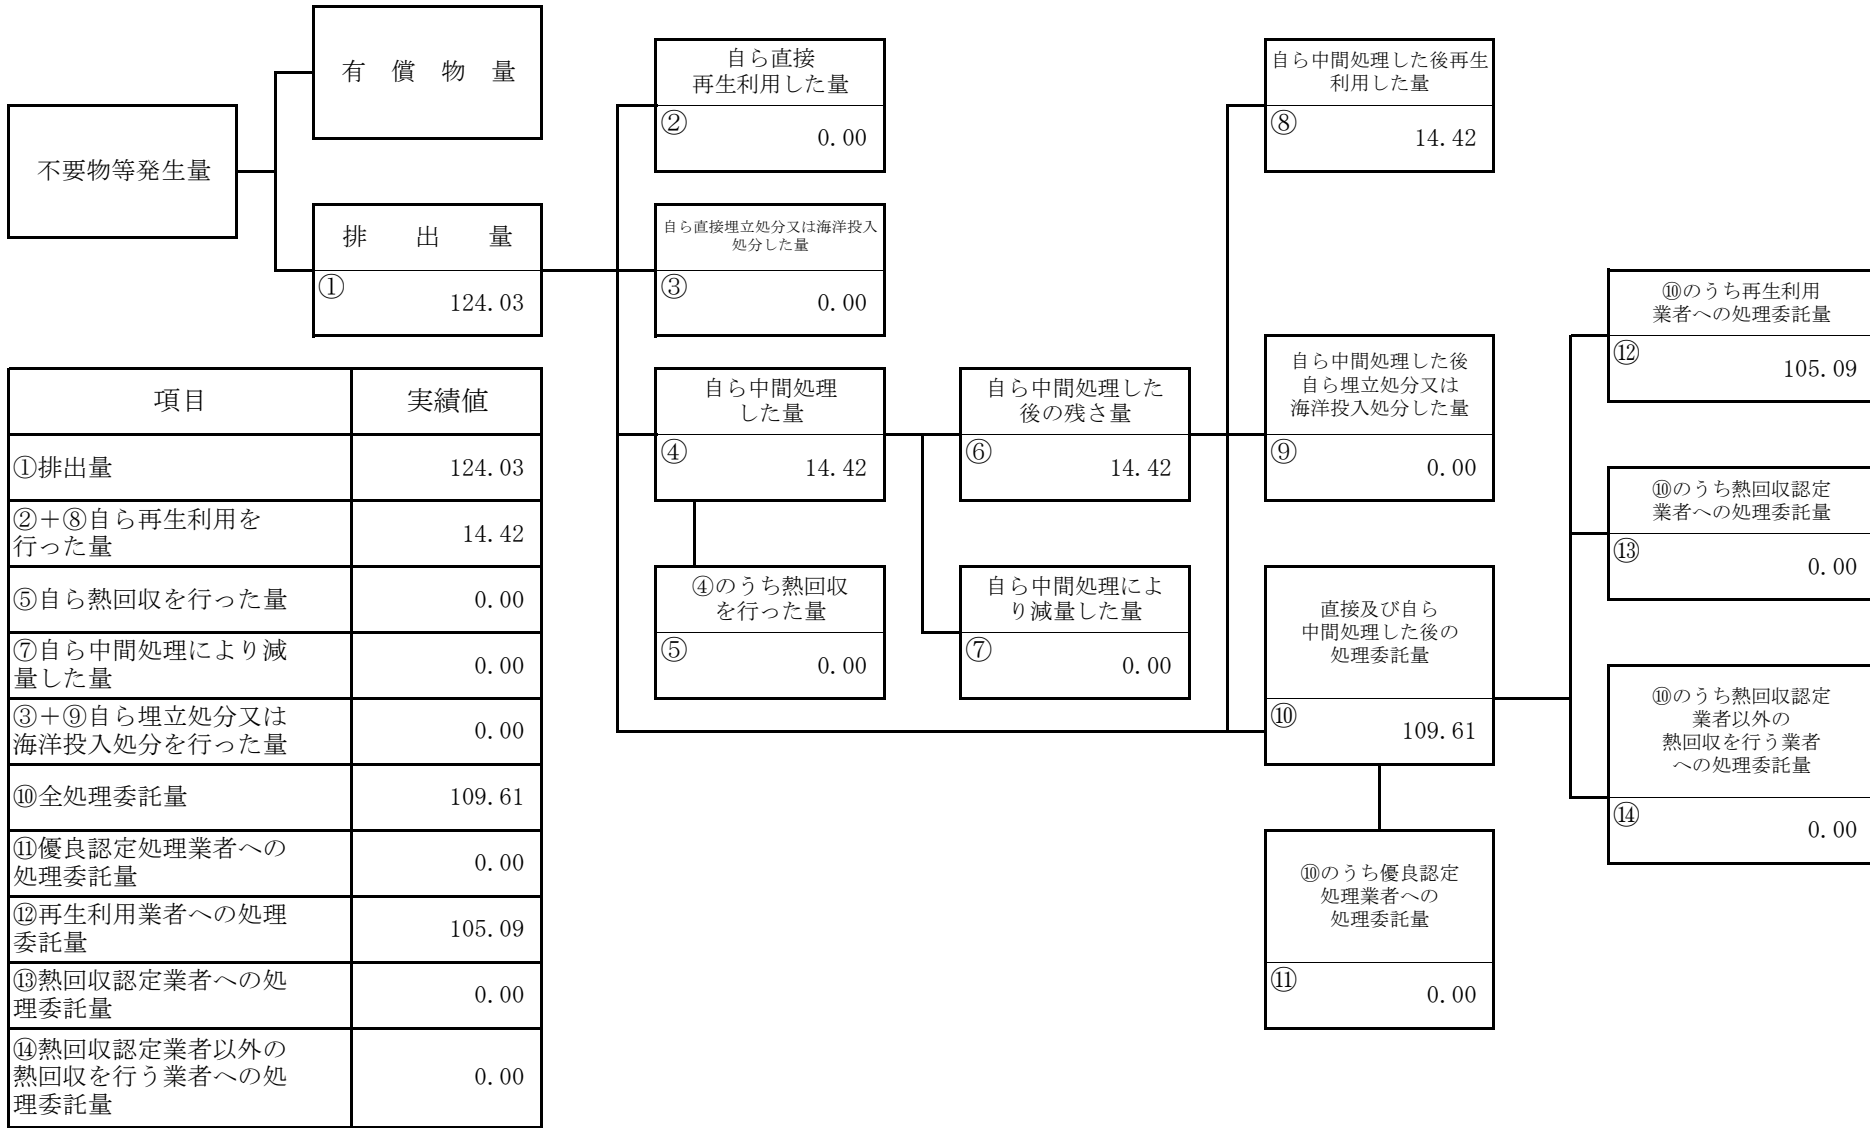 有償物量
不要物等発生量
排出量
①
124.03
自ら直接
再生利用した量
②
0.00
自ら直接埋立処分又は海洋投入
処分した量
③
0.00
自ら中間処理
した量
④
14.42
④のうち熱回収
を行った量
⑤
0.00
自ら中間処理した
後の残さ量
⑥
14.42
自ら中間処理によ
り減量した量
⑦
0.00
自ら中間処理した後再生
利用した量
⑧
14.42
自ら中間処理した後
自ら埋立処分又は
海洋投入処分した量
⑨
0.00
直接及び自ら
中間処理した後の
処理委託量
⑩
109.61
⑩のうち優良認定
処理業者への
処理委託量
⑪
0.00
⑩のうち再生利用
業者への処理委託量
⑫
105.09
⑩のうち熱回収認定
業者への処理委託量
⑬
0.00
⑩のうち熱回収認定
業者以外の
熱回収を行う業者
への処理委託量
⑭
0.00
項目 実績値
①排出量 124.03
②＋⑧自ら再生利用を
行った量 14.42
⑤自ら熱回収を行った量 0.00
⑦自ら中間処理により減
量した量 0.00
③＋⑨自ら埋立処分又は
海洋投入処分を行った量 0.00
⑩全処理委託量 109.61
⑪優良認定処理業者への
処理委託量 0.00
⑫再生利用業者への処理
委託量 105.09
⑬熱回収認定業者への処
理委託量 0.00
⑭熱回収認定業者以外の
熱回収を行う業者への処
理委託量 0.00